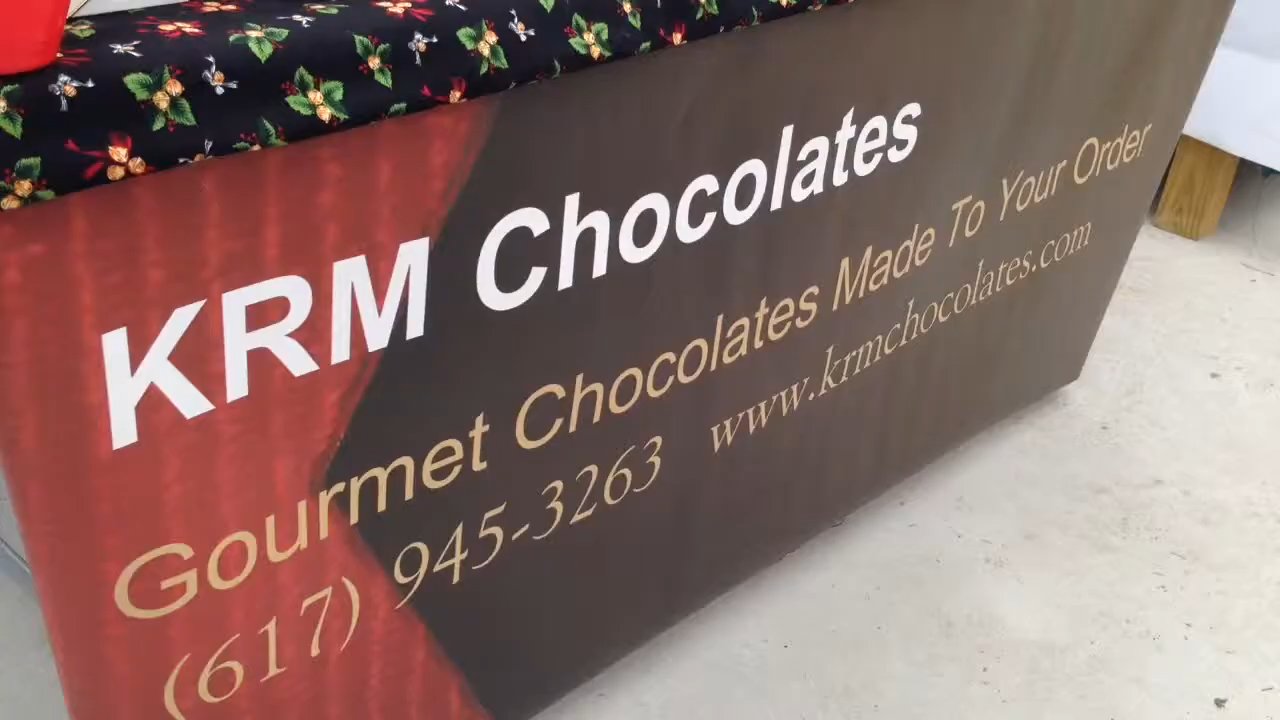 KRM Chocolates
Gourmet Chocolates Made To Your Order
(617) 945-3263 www.krmchocolates.com